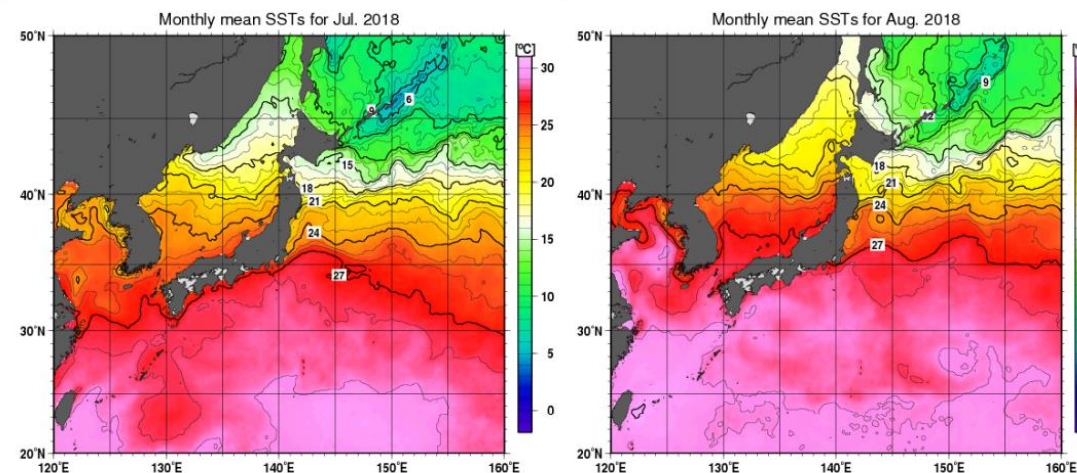 Monthly mean SSTs for Jul. 2018
50°N
40°N
30°N
20°N
120°E 130°E 140°E 150°E 160°E
[°C]
30
25
20
15
10
5
0
9
6
15
18
21
24
27
Monthly mean SSTs for Aug. 2018
50°N
40°N
30°N
20°N
120°E 130°E 140°E 150°E 160°E
9
12
18
21
24
27